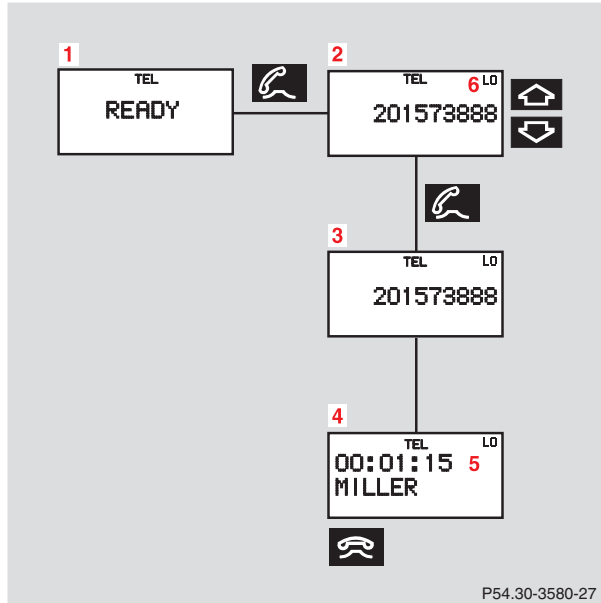 1
TEL
READY
2
TEL 6 LO
201573888
3
TEL LO
201573888
4
TEL LO
00:01:15 5
MILLER
P54.30-3580-27